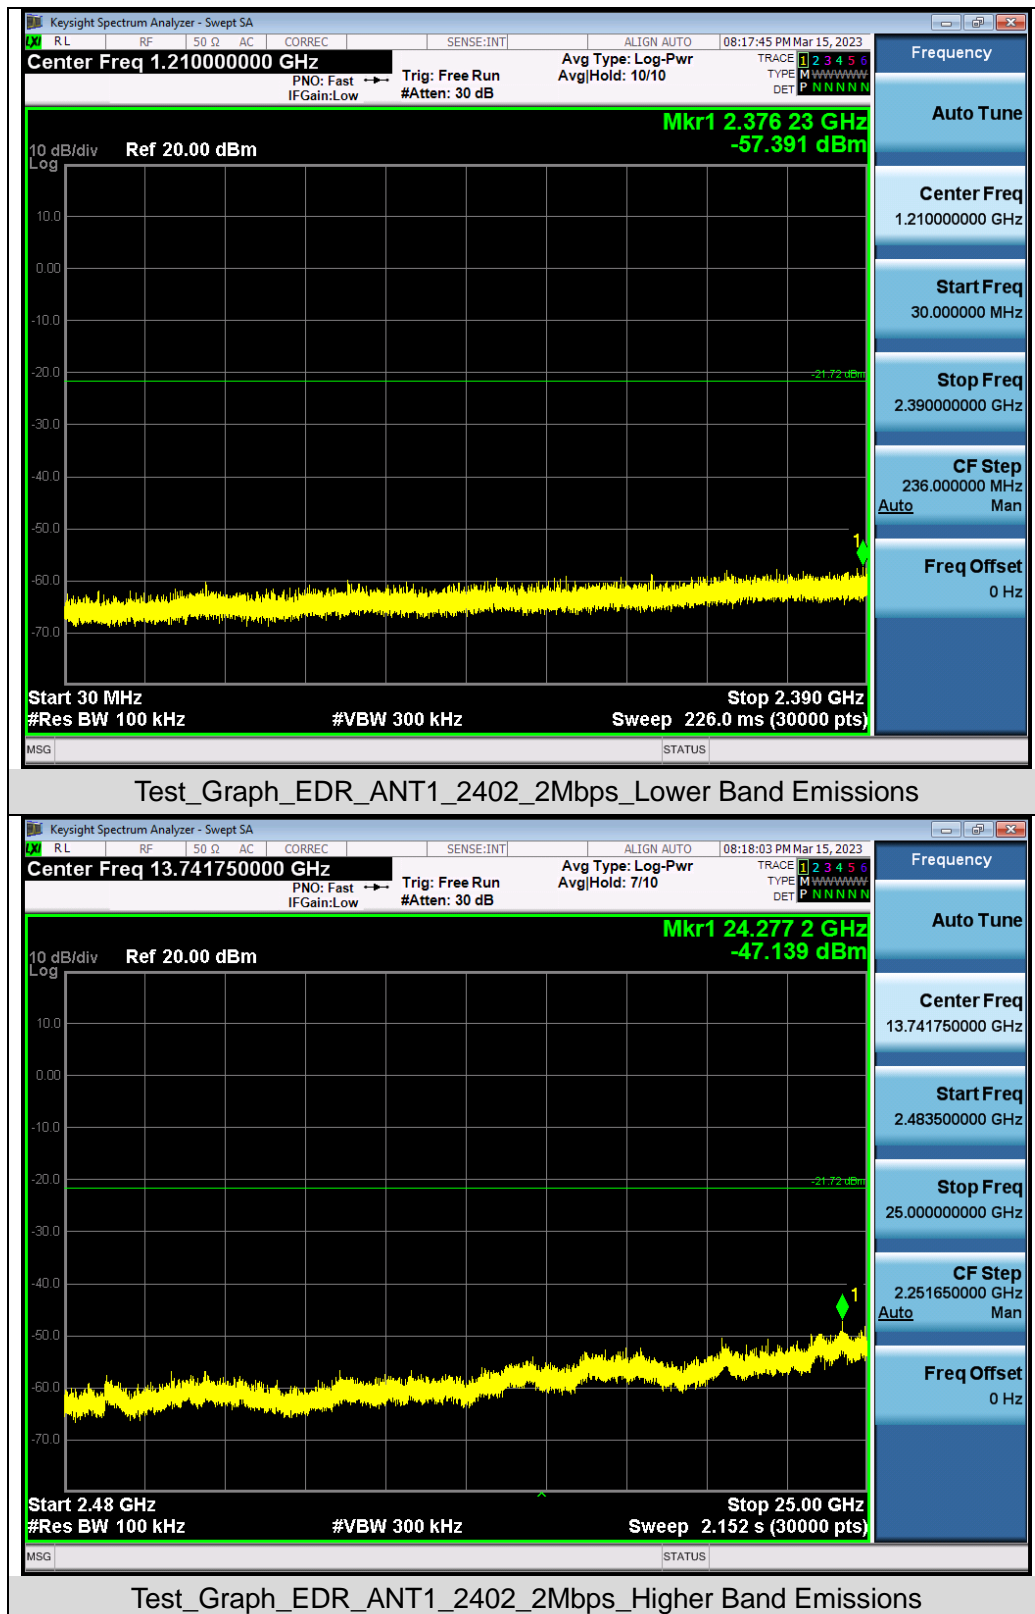 Keysight Spectrum Analyzer - Swept SA
LXI RL RF 50 Ω AC CORREC SENSE:INT ALIGN AUTO 08:17:45 PM Mar 15, 2023
Center Freq 1.210000000 GHz
PNO: Fast
IFGain:Low
Trig: Free Run
#Atten: 30 dB
Avg Type: Log-Pwr
Avg|Hold: 10/10
TRACE 1 2 3 4 5 6
TYPE M WWWWW
DET P N N N N N
Mkr1 2.376 23 GHz
-57.391 dBm
10 dB/div Ref 20.00 dBm
Log
10.0
0.00
-10.0
-20.0
-21.72 dBm
-30.0
-40.0
-50.0
1
-60.0
-70.0
Start 30 MHz Stop 2.390 GHz
#Res BW 100 kHz #VBW 300 kHz Sweep 226.0 ms (30000 pts)
MSG STATUS
Frequency
Auto Tune
Center Freq
1.210000000 GHz
Start Freq
30.000000 MHz
Stop Freq
2.390000000 GHz
CF Step
236.000000 MHz
Auto Man
Freq Offset
0 Hz
Test_Graph_EDR_ANT1_2402_2Mbps_Lower Band Emissions
Keysight Spectrum Analyzer - Swept SA
LXI RL RF 50 Ω AC CORREC SENSE:INT ALIGN AUTO 08:18:03 PM Mar 15, 2023
Center Freq 13.741750000 GHz
PNO: Fast
IFGain:Low
Trig: Free Run
#Atten: 30 dB
Avg Type: Log-Pwr
Avg|Hold: 7/10
TRACE 1 2 3 4 5 6
TYPE M WWWWW
DET P N N N N N
Mkr1 24.277 2 GHz
-47.139 dBm
10 dB/div Ref 20.00 dBm
Log
10.0
0.00
-10.0
-20.0
-21.72 dBm
-30.0
-40.0
1
-50.0
-60.0
-70.0
Start 2.48 GHz Stop 25.00 GHz
#Res BW 100 kHz #VBW 300 kHz Sweep 2.152 s (30000 pts)
MSG STATUS
Frequency
Auto Tune
Center Freq
13.741750000 GHz
Start Freq
2.483500000 GHz
Stop Freq
25.000000000 GHz
CF Step
2.251650000 GHz
Auto Man
Freq Offset
0 Hz
Test_Graph_EDR_ANT1_2402_2Mbps_Higher Band Emissions